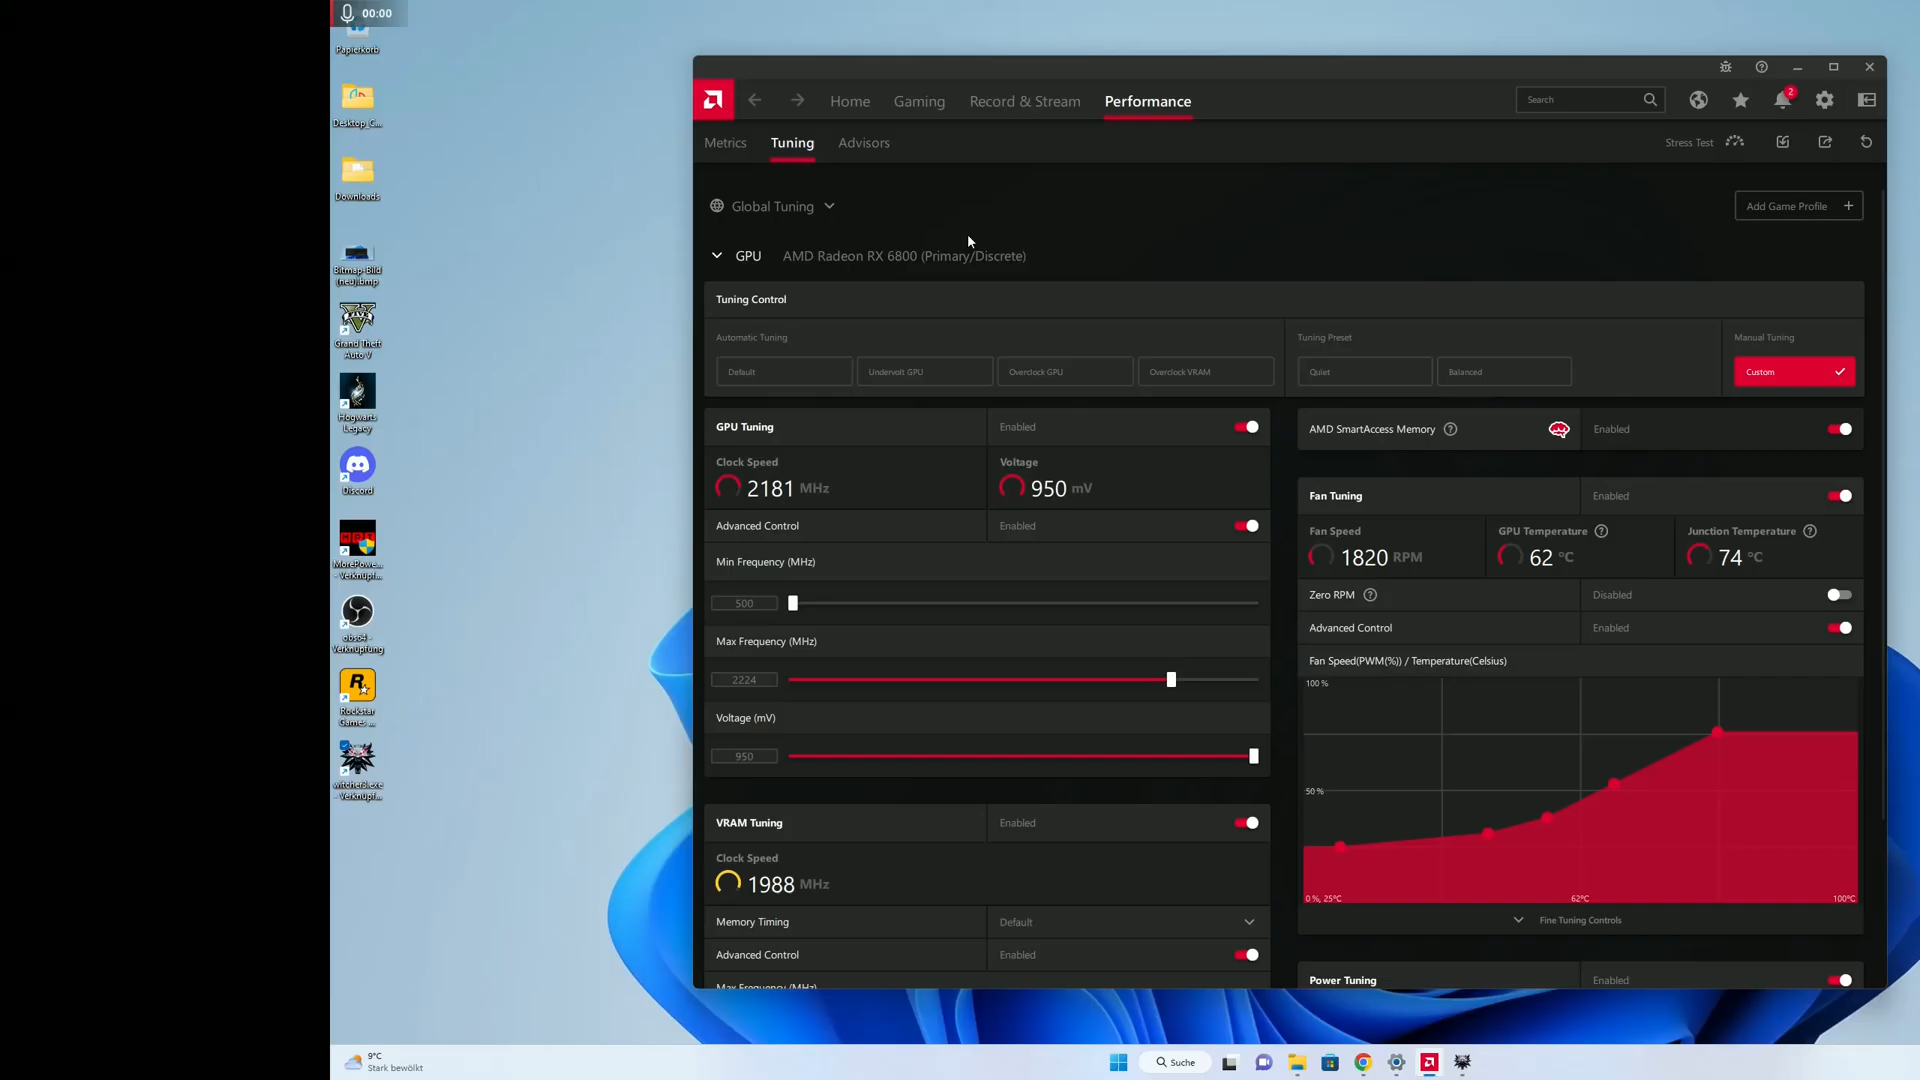 00:00
Papierkorb
Desktop_C...
Downloads
Bitmap-Bild
(neu).bmp
Grand Theft
Auto V
Hogwarts
Legacy
Discord
MorePowe...
- Verknüpf...
obs64 -
Verknüpfung
Rockstar
Games ...
witcher3.exe
- Verknüpf...
Home
Gaming
Record & Stream
Performance
Search
2
Metrics
Tuning
Advisors
Stress Test
Global Tuning
Add Game Profile
GPU
AMD Radeon RX 6800 (Primary/Discrete)
Tuning Control
Automatic Tuning
Default
Undervolt GPU
Overclock GPU
Overclock VRAM
Tuning Preset
Quiet
Balanced
Manual Tuning
Custom
GPU Tuning
Enabled
Clock Speed
2181 MHz
Voltage
950 mV
Advanced Control
Enabled
Min Frequency (MHz)
500
Max Frequency (MHz)
2224
Voltage (mV)
950
VRAM Tuning
Enabled
Clock Speed
1988 MHz
Memory Timing
Default
Advanced Control
Enabled
Max Frequency (MHz)
AMD SmartAccess Memory
Enabled
Fan Tuning
Enabled
Fan Speed
1820 RPM
GPU Temperature
62 °C
Junction Temperature
74 °C
Zero RPM
Disabled
Advanced Control
Enabled
Fan Speed(PWM(%)) / Temperature(Celsius)
100 %
50 %
0 %, 25°C
62°C
100°C
Fine Tuning Controls
Power Tuning
Enabled
9°C
Stark bewölkt
Suche